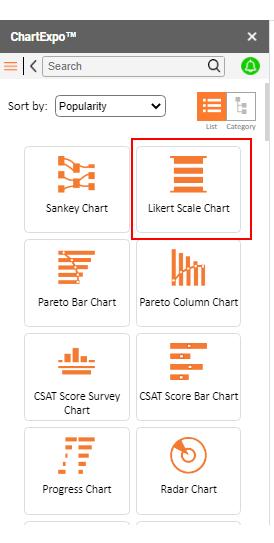 ChartExpo™
Search
Sort by: Popularity
List Category
Sankey Chart
Likert Scale Chart
Pareto Bar Chart
Pareto Column Chart
CSAT Score Survey
Chart
CSAT Score Bar Chart
Progress Chart
Radar Chart